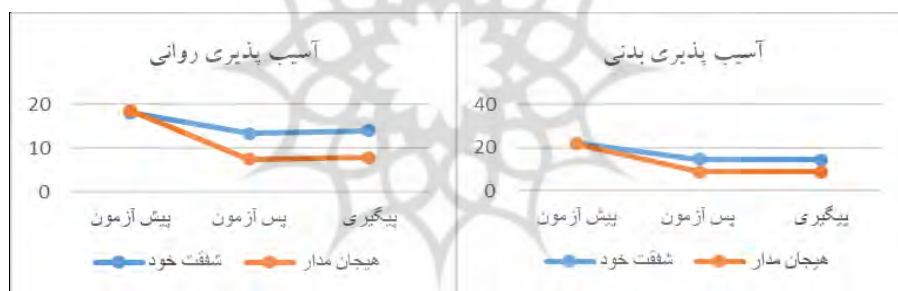 آسیب پذیری بدنی
40
20
0
پیش آزمون
پس آزمون
پیگیری
شفقت خود
هیجان مدار
آسیب پذیری روانی
20
10
0
پیش آزمون
پس آزمون
پیگیری
شفقت خود
هیجان مدار